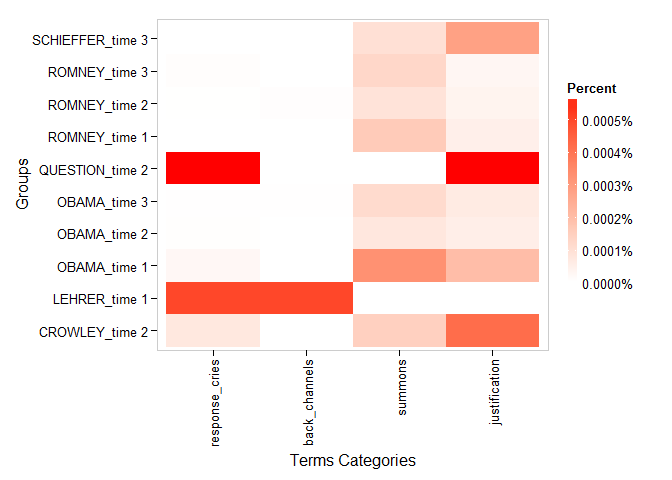 SCHIEFFER_time 3
ROMNEY_time 3
ROMNEY_time 2
ROMNEY_time 1
QUESTION_time 2
OBAMA_time 3
OBAMA_time 2
OBAMA_time 1
LEHRER_time 1
CROWLEY_time 2
Groups
response_cries
back_channels
summons
justification
Terms Categories
Percent
0.0005%
0.0004%
0.0003%
0.0002%
0.0001%
0.0000%